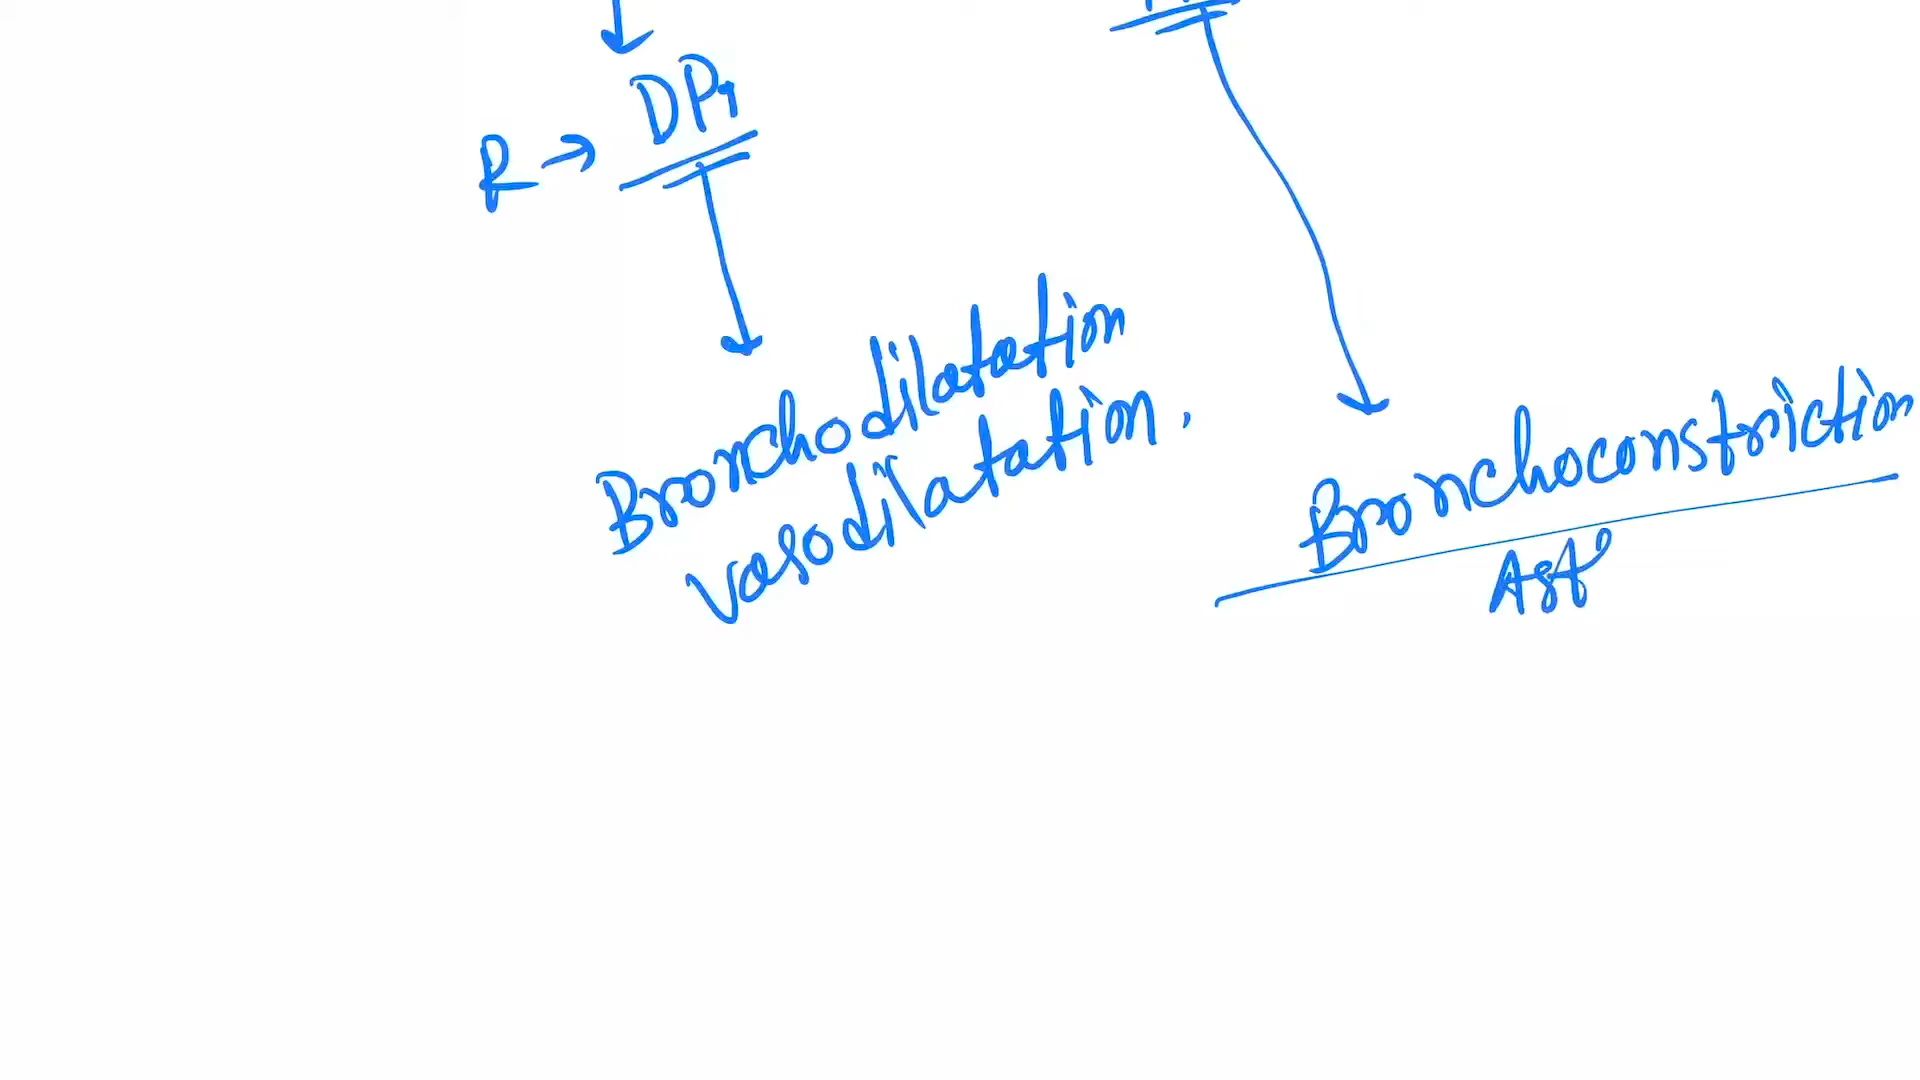 DP1
R →
Bronchodilatation
vasodilatation.
Bronchoconstriction
Ast